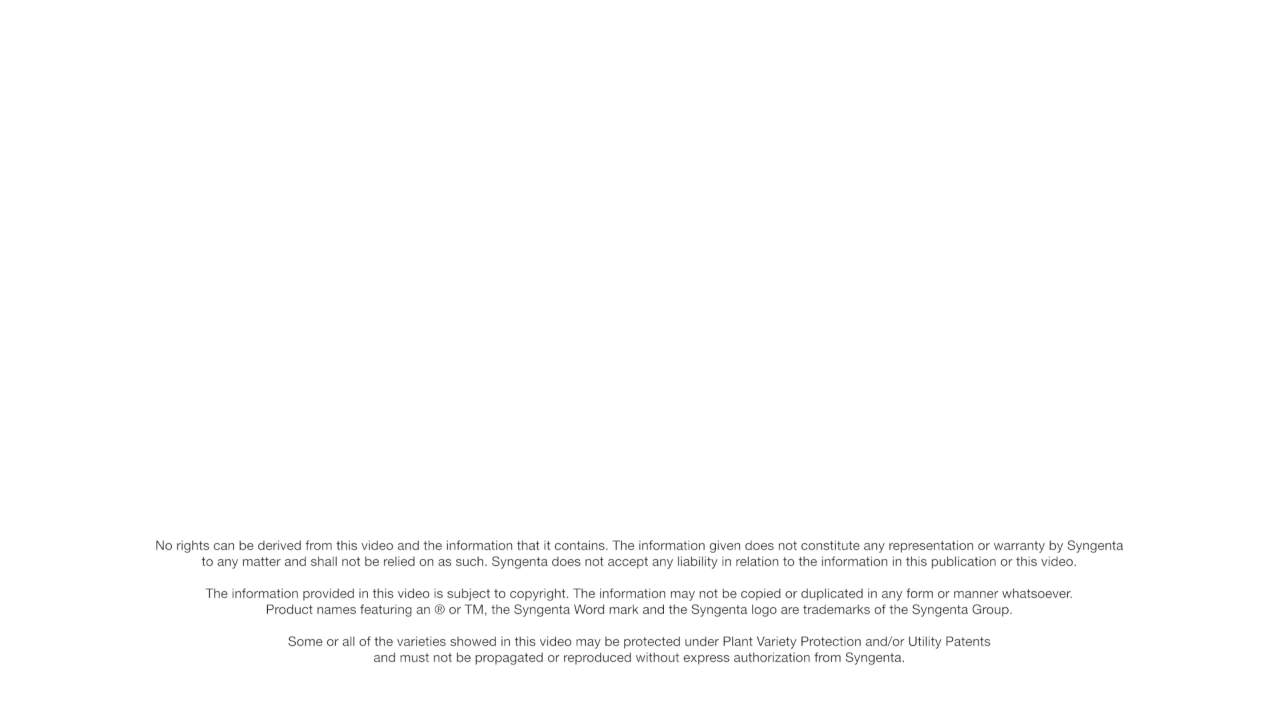 No rights can be derived from this video and the information that it contains. The information given does not constitute any representation or warranty by Syngenta
to any matter and shall not be relied on as such. Syngenta does not accept any liability in relation to the information in this publication or this video.
The information provided in this video is subject to copyright. The information may not be copied or duplicated in any form or manner whatsoever.
Product names featuring an ® or TM, the Syngenta Word mark and the Syngenta logo are trademarks of the Syngenta Group.
Some or all of the varieties showed in this video may be protected under Plant Variety Protection and/or Utility Patents
and must not be propagated or reproduced without express authorization from Syngenta.